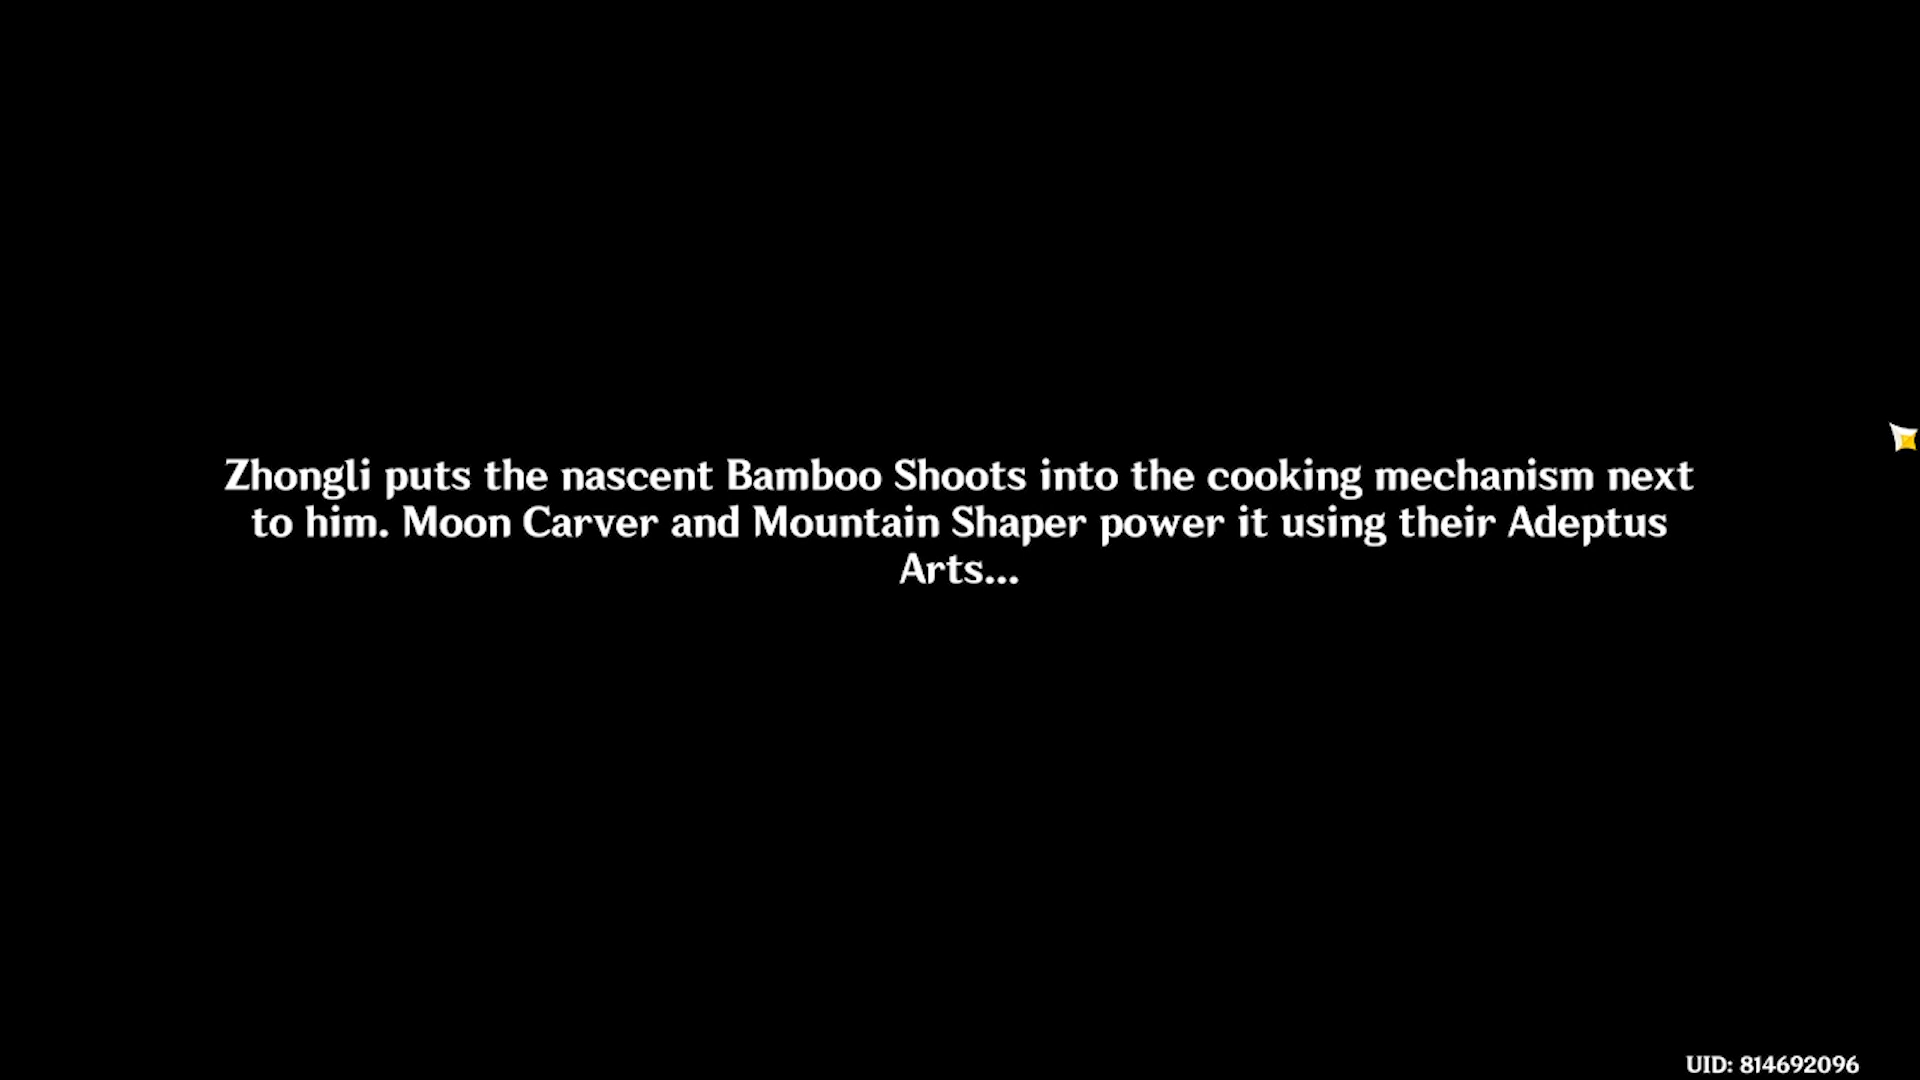 Zhongli puts the nascent Bamboo Shoots into the cooking mechanism next
to him. Moon Carver and Mountain Shaper power it using their Adeptus
Arts...
UID: 814692096